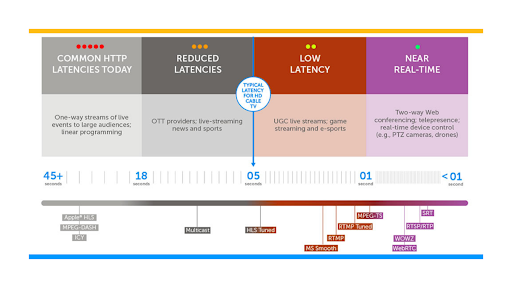 COMMON HTTP
LATENCIES TODAY
REDUCED
LATENCIES
LOW
LATENCY
NEAR
REAL-TIME
TYPICAL
LATENCY
FOR HD
CABLE
TV
One-way streams of live
events to large audiences;
linear programming
OTT providers; live-streaming
news and sports
UGC live streams; game
streaming and e-sports
Two-way Web
conferencing; telepresence;
real-time device control
(e.g., PTZ cameras, drones)
45+
seconds
18
seconds
05
seconds
01
second
< 01
second
Apple® HLS
MPEG-DASH
ICY
Multicast
HLS Tuned
MS Smooth
RTMP
RTMP Tuned
MPEG-TS
WebRTC
WOWZ
RTSP/RTP
SRT